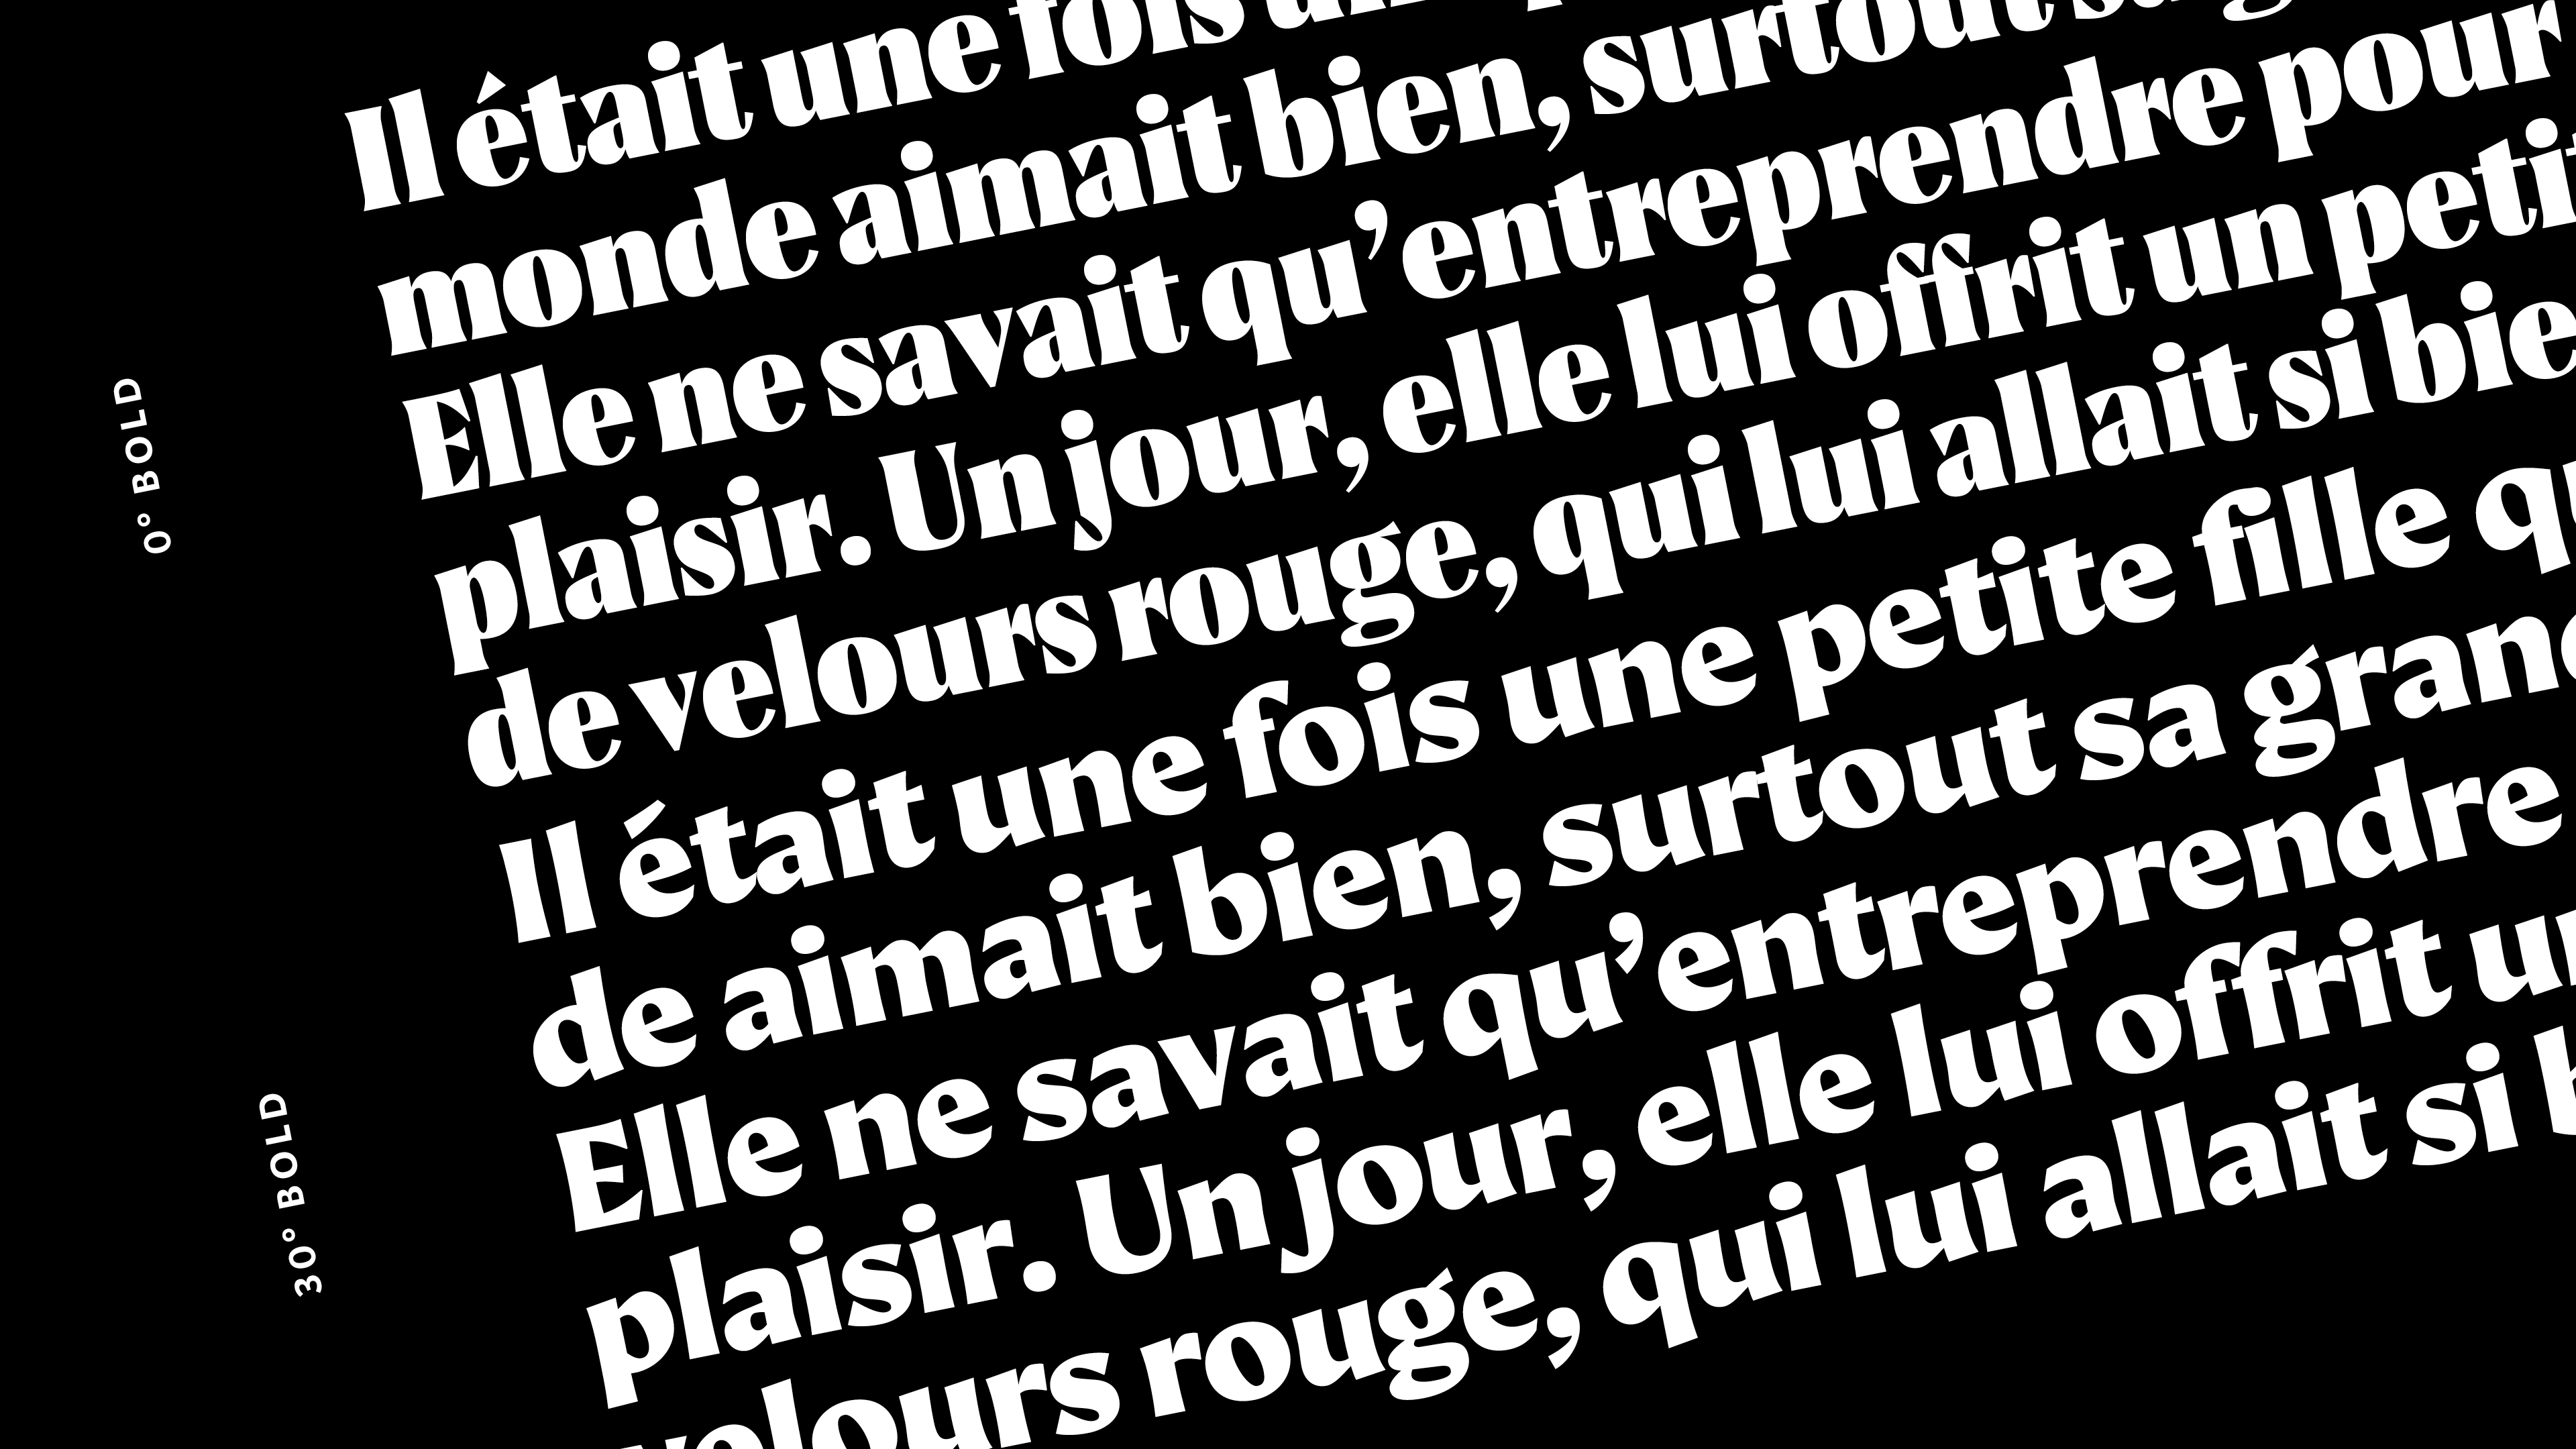 0° BOLD
Il était une fois
monde aimait bien, surtout
Elle ne savait qu’entreprendre pour
plaisir. Un jour, elle lui offrit un petit
de velours rouge, qui lui allait si
30° BOLD
Il était une fois une petite fille
de aimait bien, surtout sa
Elle ne savait qu’entreprendre
plaisir. Un jour, elle lui offrit
velours rouge, qui lui allait si